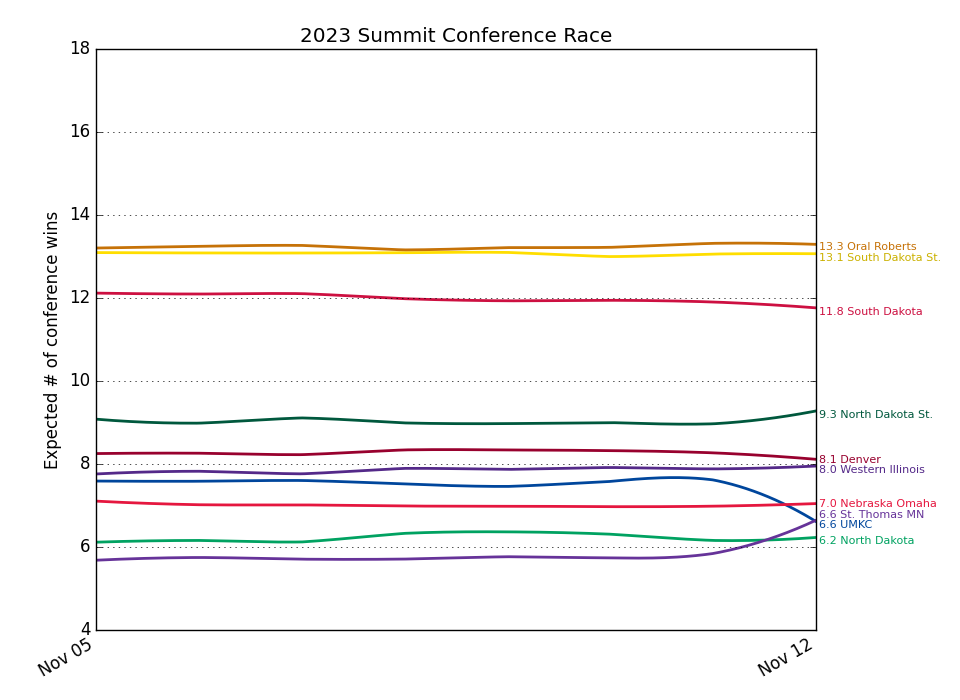 2023 Summit Conference Race
Expected # of conference wins
18
16
14
12
10
8
6
4
Nov 05
Nov 12
13.3 Oral Roberts
13.1 South Dakota St.
11.8 South Dakota
9.3 North Dakota St.
8.1 Denver
8.0 Western Illinois
7.0 Nebraska Omaha
6.6 St. Thomas MN
6.6 UMKC
6.2 North Dakota